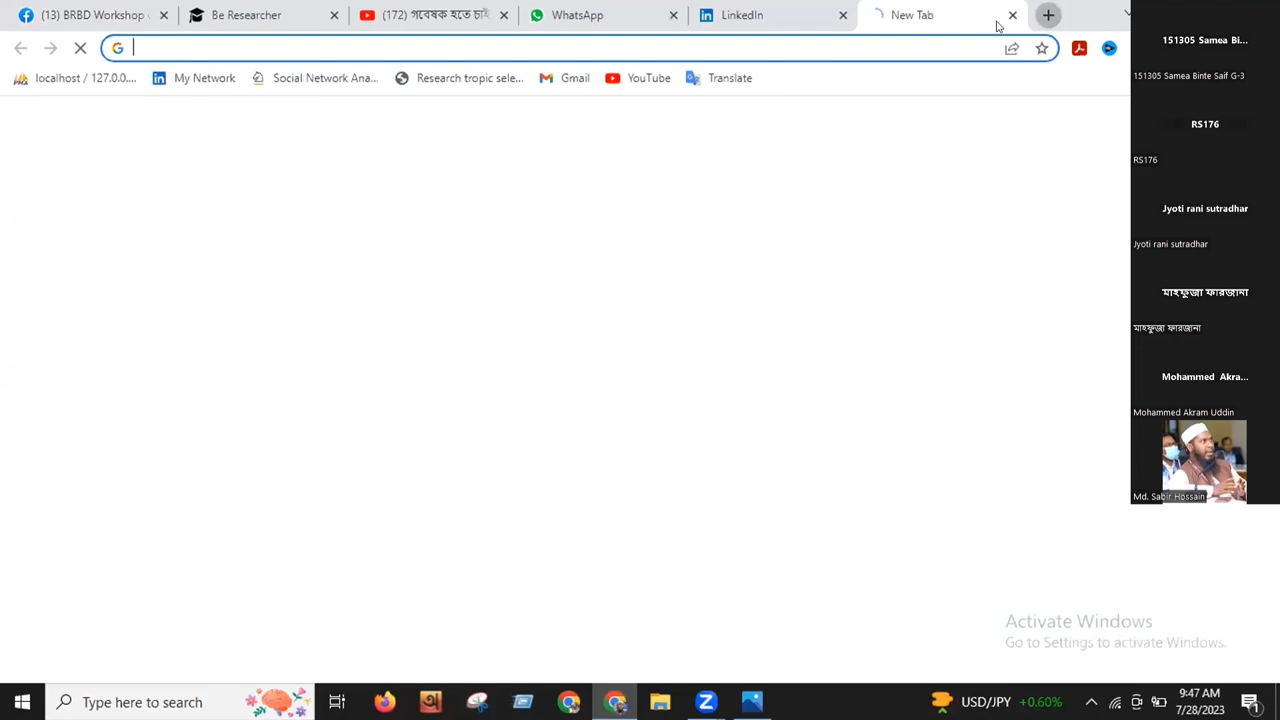 (13) BRBD Workshop
Be Researcher
(172) গবেষক হতে চাই
WhatsApp
LinkedIn
New Tab
localhost / 127.0.0....
My Network
Social Network Ana...
Research tropic sele...
Gmail
YouTube
Translate
151305 Samea Bi...
151305 Samea Binte Saif G-3
RS176
RS176
Jyoti rani sutradhar
Jyoti rani sutradhar
মাহফুজা ফারজানা
মাহফুজা ফারজানা
Mohammed Akra...
Mohammed Akram Uddin
Md. Sabir Hossain
Activate Windows
Go to Settings to activate Windows.
Type here to search
USD/JPY +0.60%
9:47 AM
7/28/2023